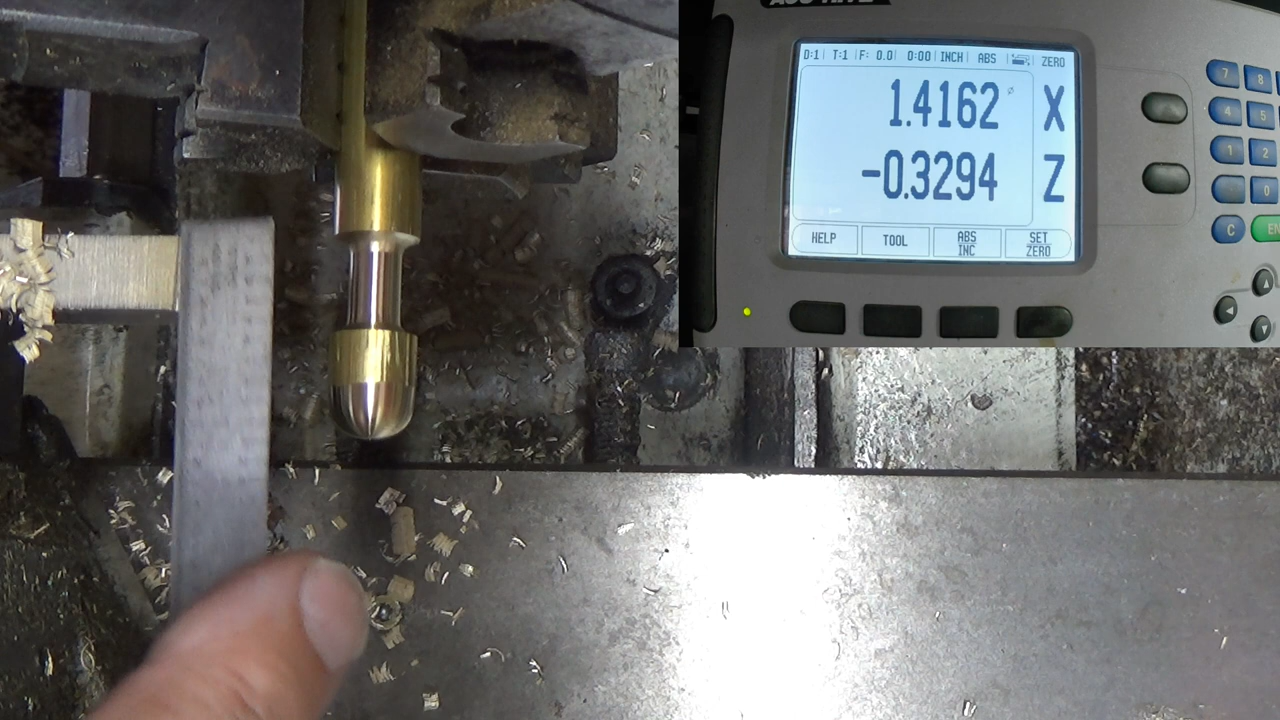 D:1 T:1 F: 0.0 0:00 INCH ABS ZERO
1.4162 ø X
-0.3294 Z
HELP TOOL ABS INC SET ZERO
7 8
4 5
1 2
0
C